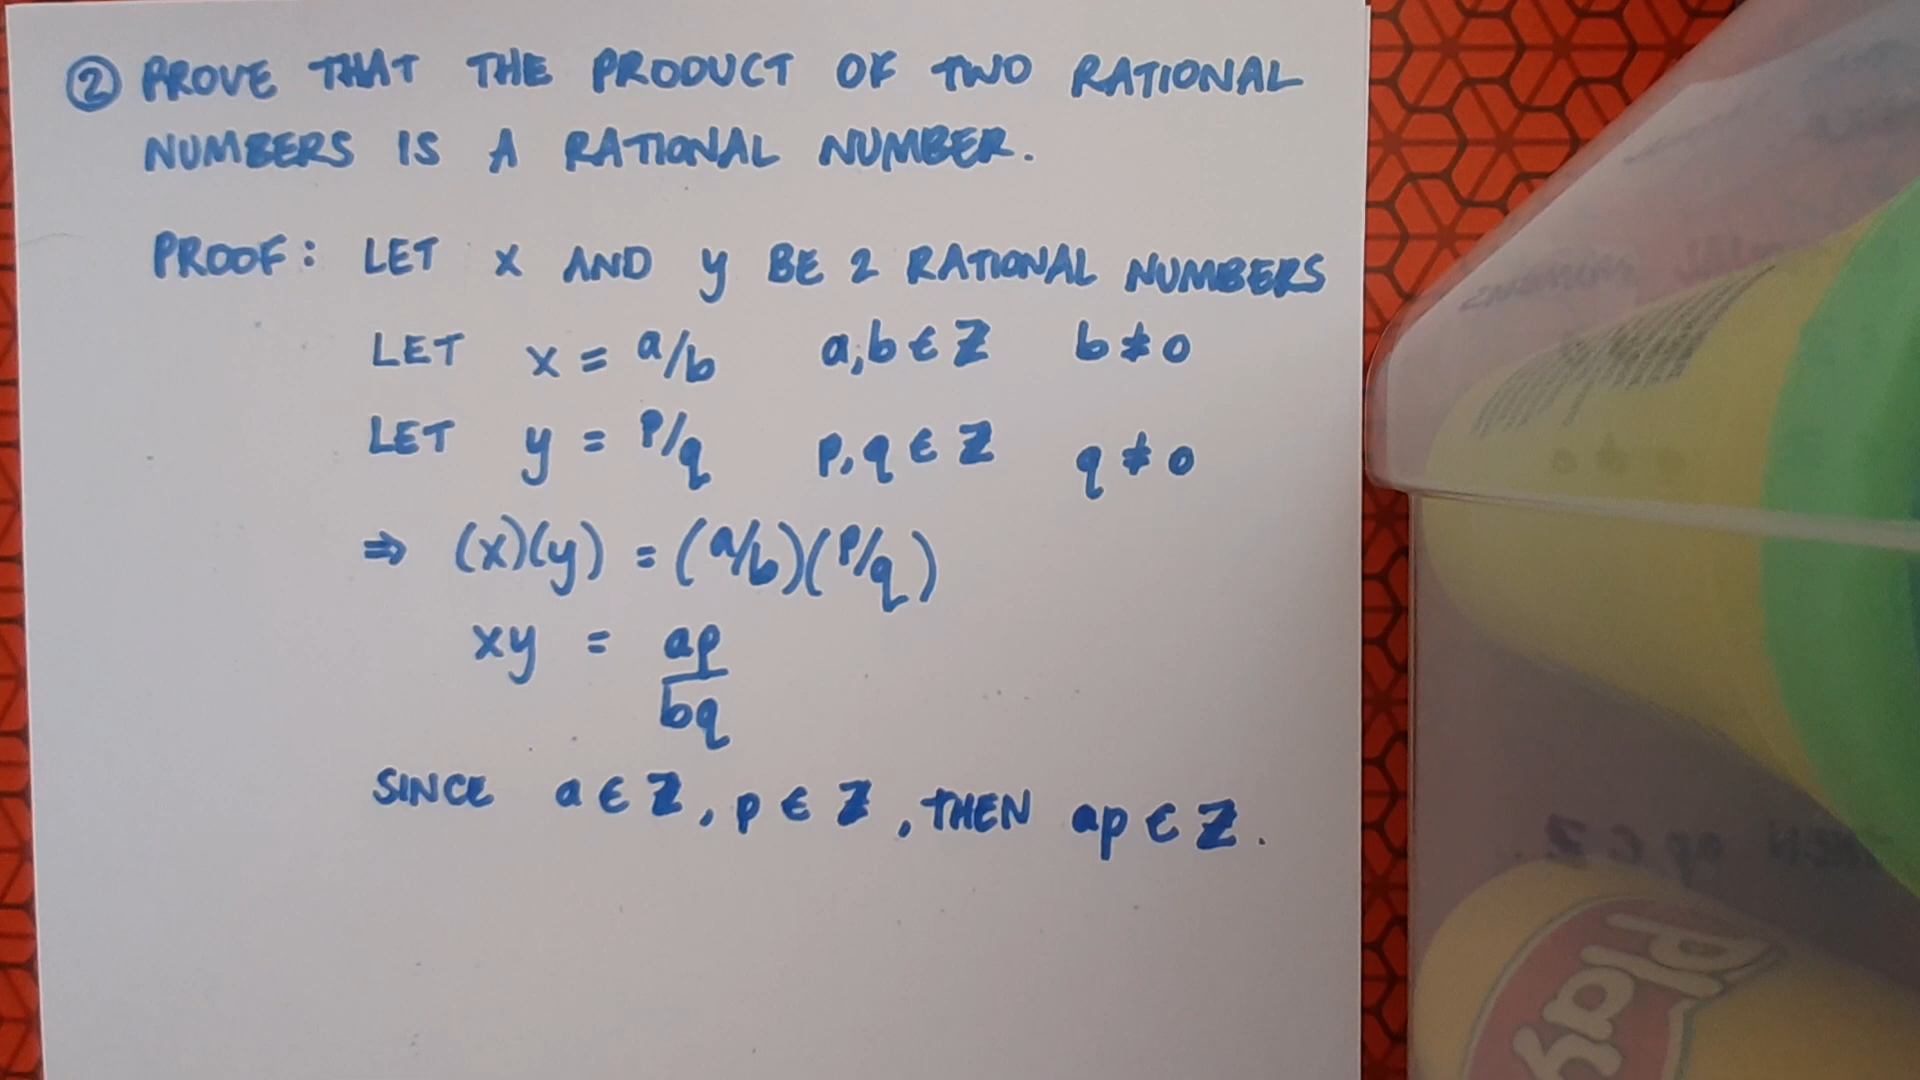 ② PROVE THAT THE PRODUCT OF TWO RATIONAL
NUMBERS IS A RATIONAL NUMBER.
PROOF: LET x AND y BE 2 RATIONAL NUMBERS
LET x = a/b a,b ∈ Z b ≠ 0
LET y = p/q p,q ∈ Z q ≠ 0
⇒ (x)(y) = (a/b)(p/q)
xy = ap
bq
SINCE a ∈ Z, p ∈ Z, THEN ap ∈ Z.
Play